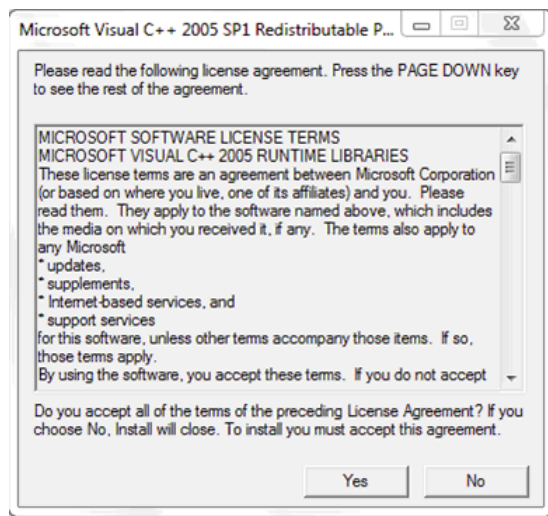 Microsoft Visual C++ 2005 SP1 Redistributable P...
Please read the following license agreement. Press the PAGE DOWN key
to see the rest of the agreement.
MICROSOFT SOFTWARE LICENSE TERMS
MICROSOFT VISUAL C++ 2005 RUNTIME LIBRARIES
These license terms are an agreement between Microsoft Corporation
(or based on where you live, one of its affiliates) and you.  Please
read them.  They apply to the software named above, which includes
the media on which you received it, if any.  The terms also apply to
any Microsoft
* updates,
* supplements,
* Internet-based services, and
* support services
for this software, unless other terms accompany those items.  If so,
those terms apply.
By using the software, you accept these terms.  If you do not accept
Do you accept all of the terms of the preceding License Agreement? If you
choose No, Install will close. To install you must accept this agreement.
Yes
No